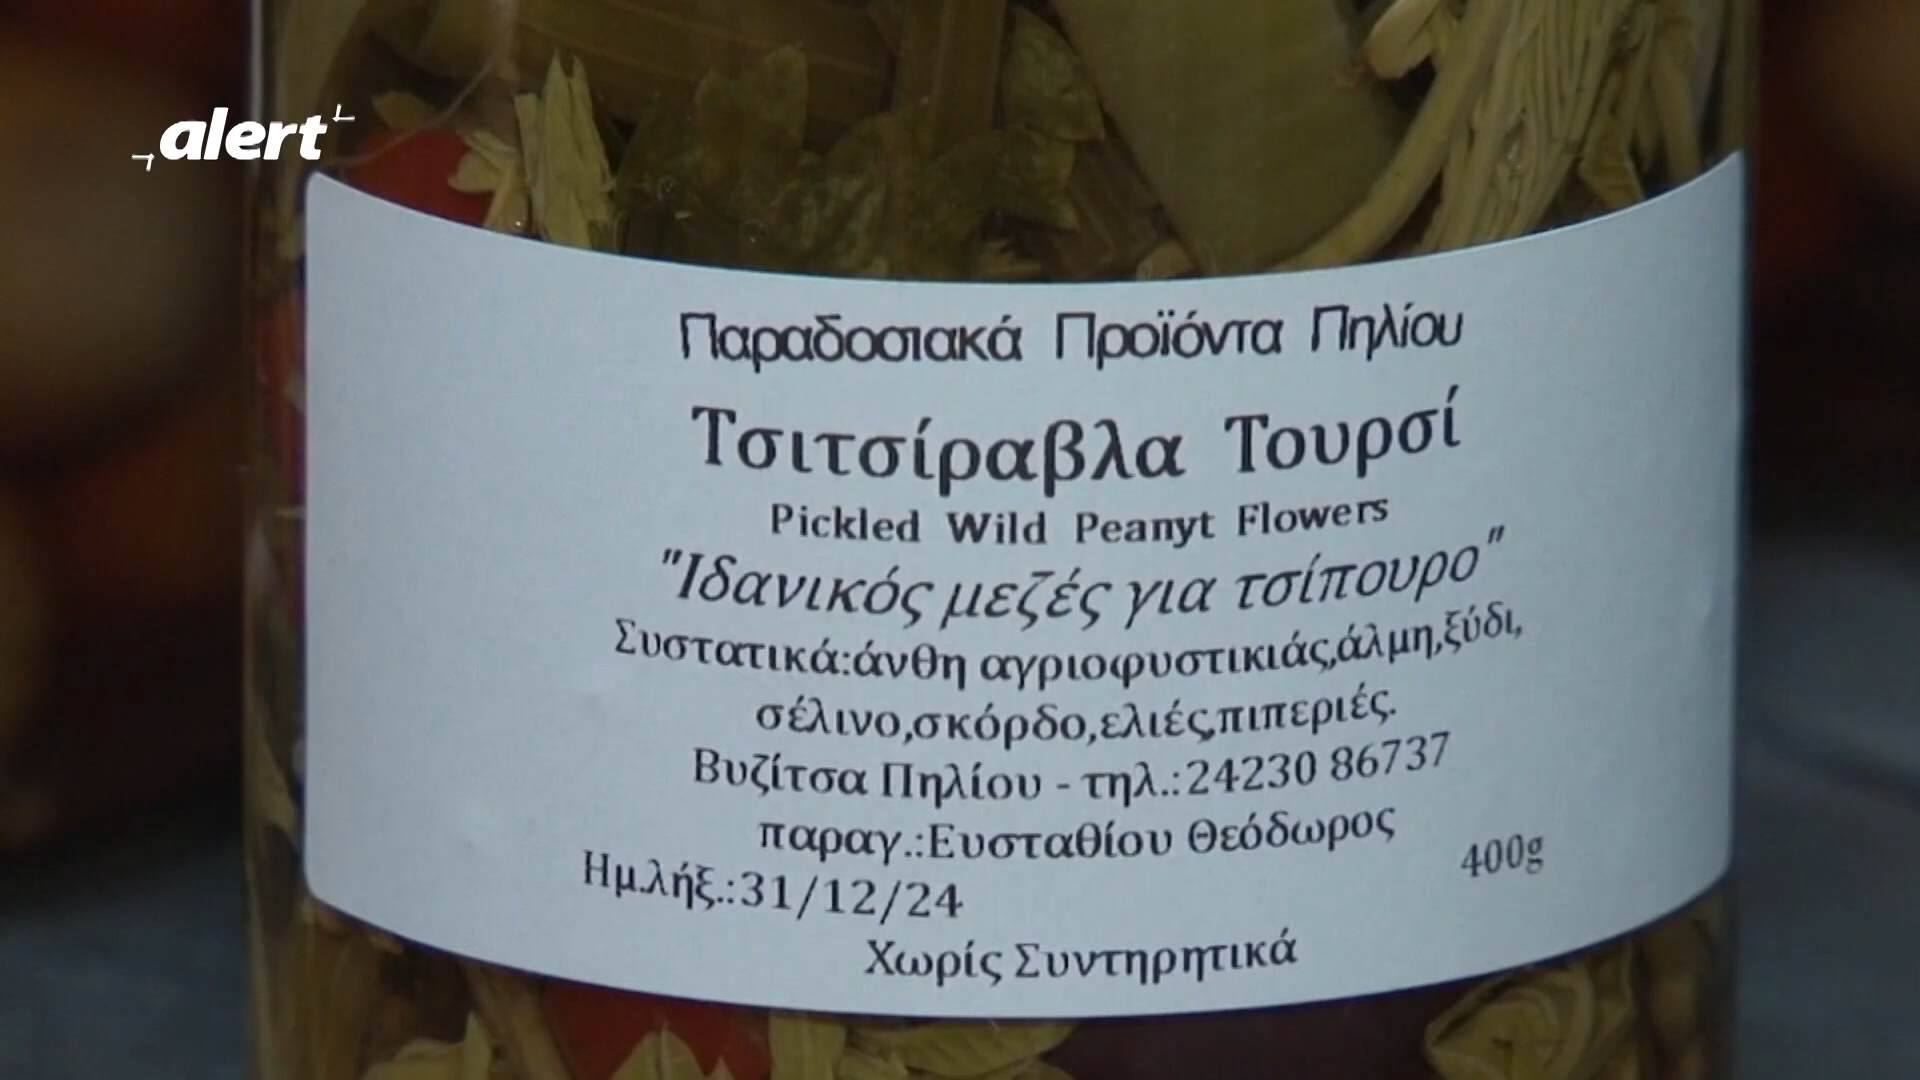 alert
Παραδοσιακά Προϊόντα Πηλίου
Τσιτσίραβλα Τουρσί
Pickled Wild Peanyt Flowers
"Ιδανικός μεζές για τσίπουρο"
Συστατικά:άνθη αγριοφυστικιάς,άλμη,ξύδι,
σέλινο,σκόρδο,ελιές,πιπεριές.
Βυζίτσα Πηλίου - τηλ.:24230 86737
παραγ.:Ευσταθίου Θεόδωρος
400g
Ημ.λήξ.:31/12/24
Χωρίς Συντηρητικά